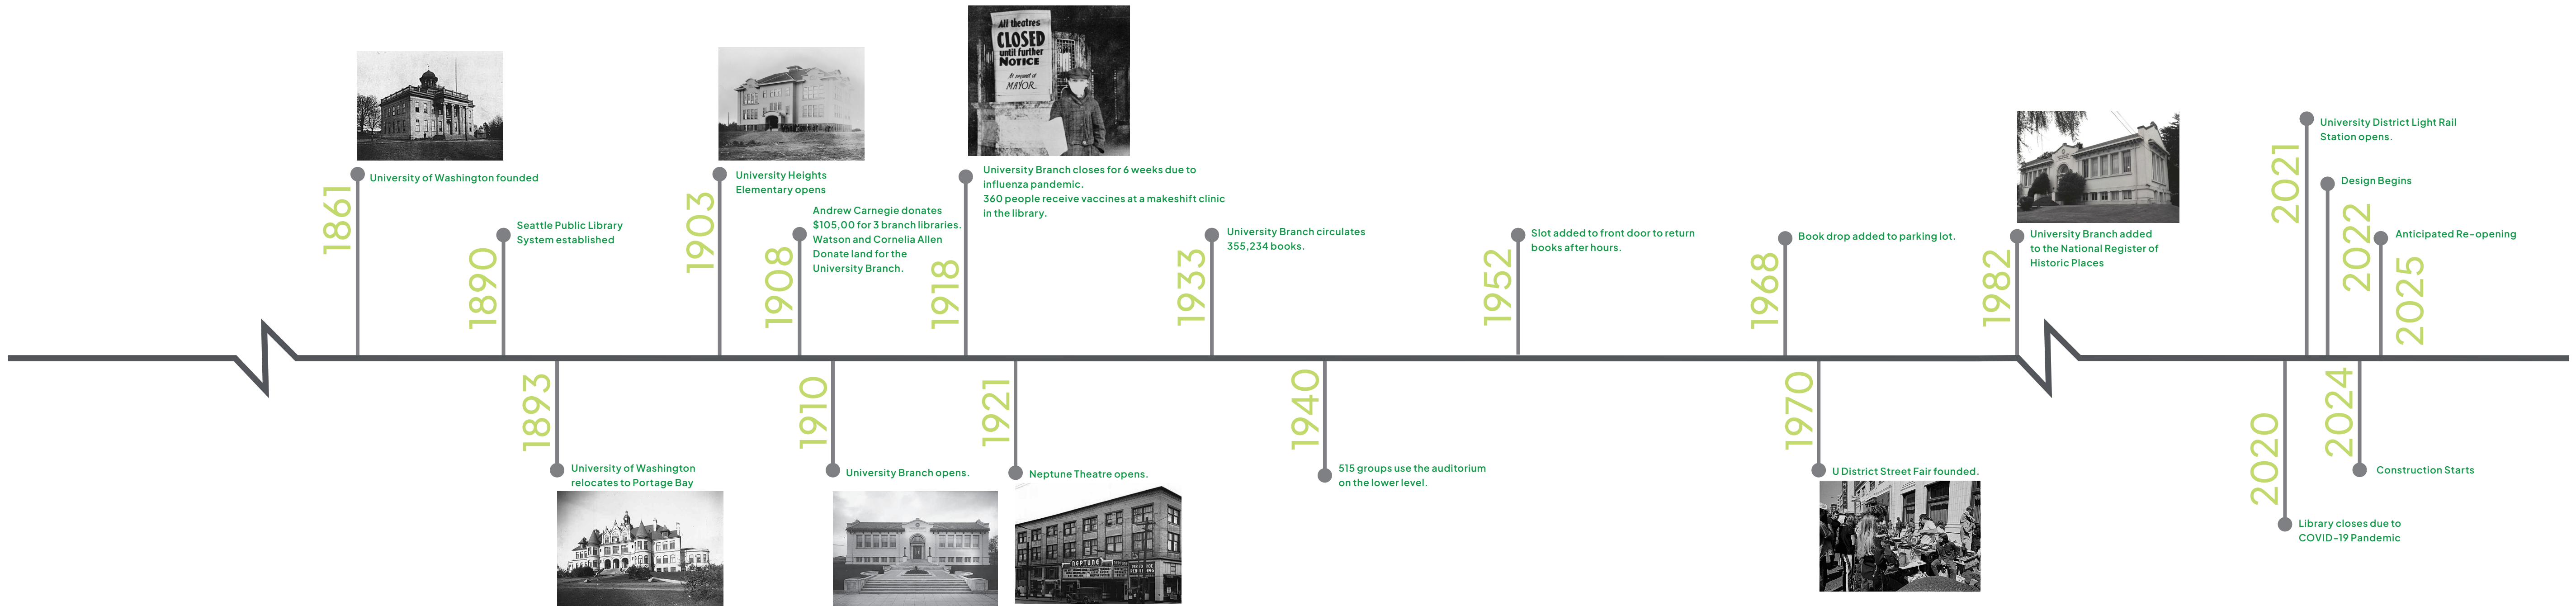 1861
University of Washington founded
1890
Seattle Public Library
System established
1893
University of Washington
relocates to Portage Bay
1903
University Heights
Elementary opens
1908
Andrew Carnegie donates
$105,00 for 3 branch libraries.
Watson and Cornelia Allen
Donate land for the
University Branch.
1910
University Branch opens.
All theatres
CLOSED
until further
NOTICE
At request of
MAYOR
1918
University Branch closes for 6 weeks due to
influenza pandemic.
360 people receive vaccines at a makeshift clinic
in the library.
1921
Neptune Theatre opens.
NEPTUNE
1933
University Branch circulates
355,234 books.
1940
515 groups use the auditorium
on the lower level.
1952
Slot added to front door to return
books after hours.
1968
Book drop added to parking lot.
1970
U District Street Fair founded.
1982
University Branch added
to the National Register of
Historic Places
2020
Library closes due to
COVID-19 Pandemic
2021
University District Light Rail
Station opens.
2022
Design Begins
2024
Construction Starts
2025
Anticipated Re-opening